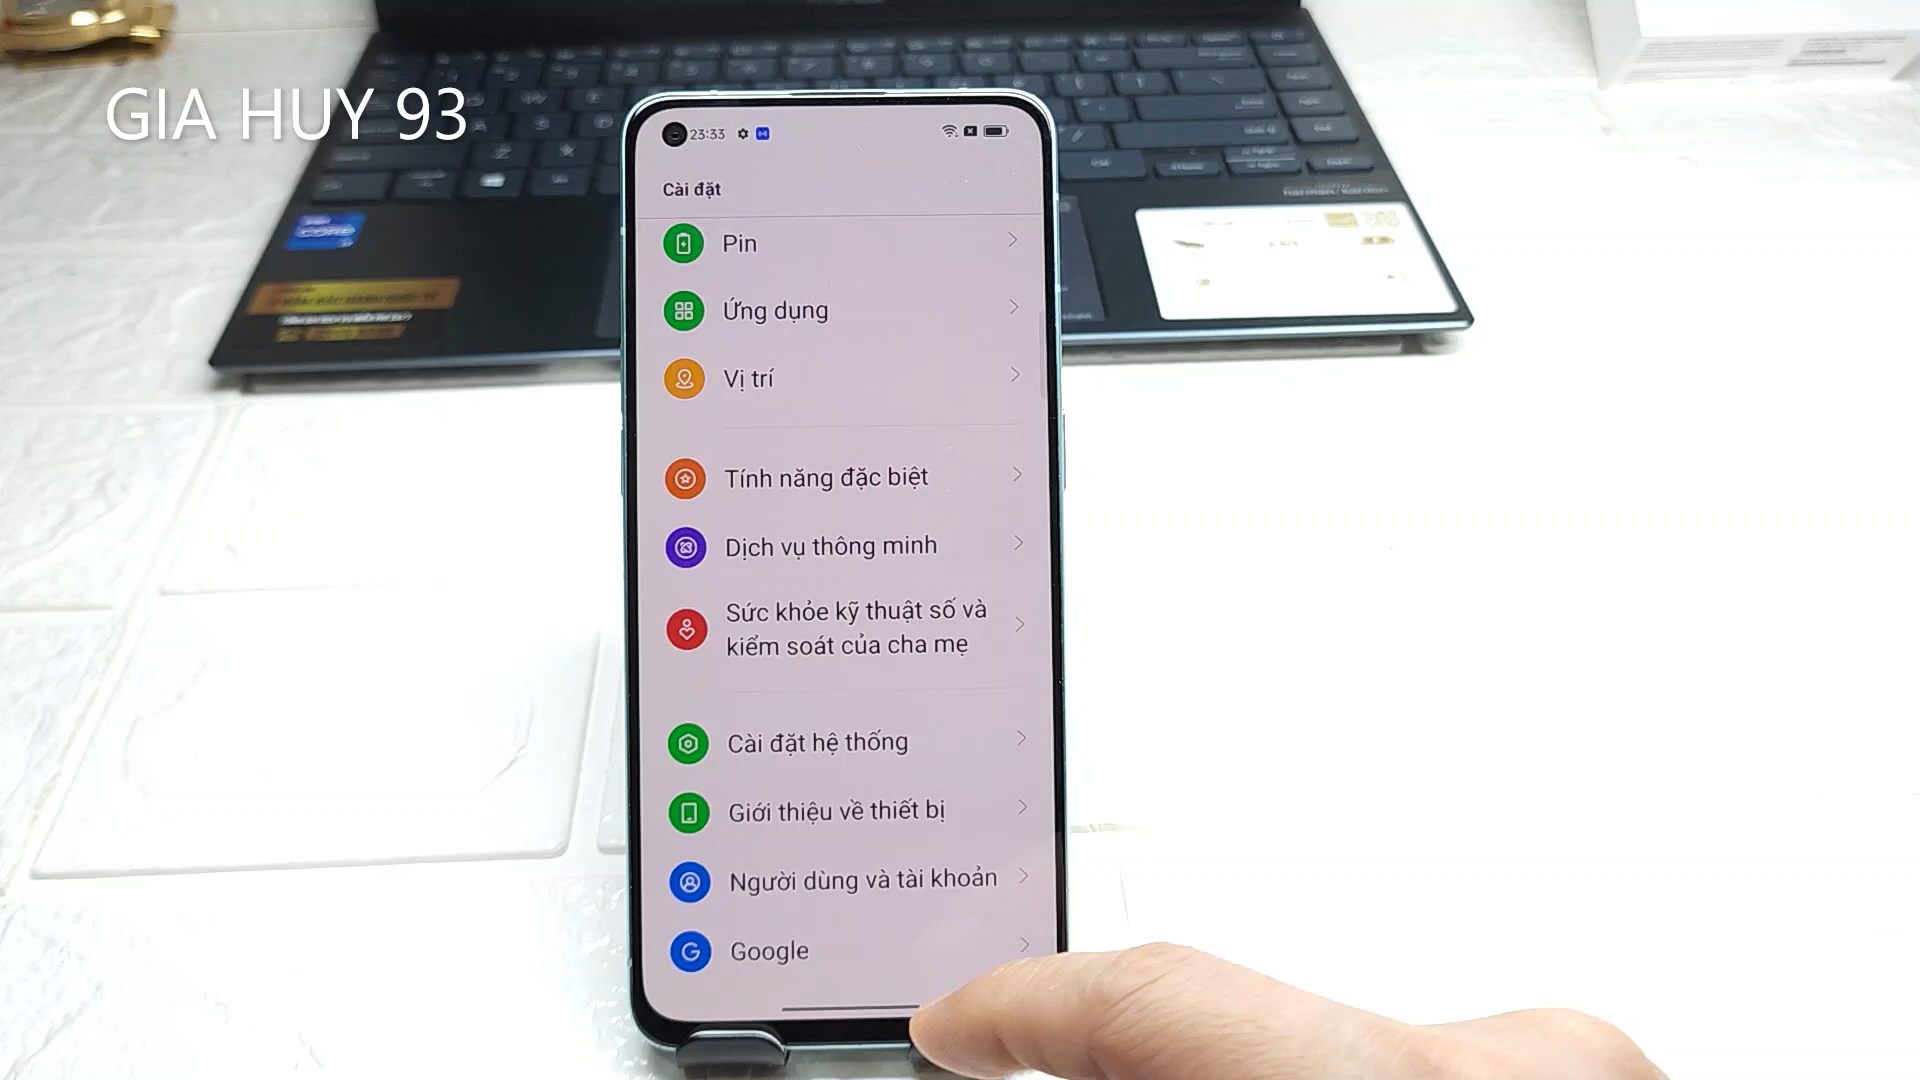 GIA HUY 93
23:33
Cài đặt
Pin
Ứng dụng
Vị trí
Tính năng đặc biệt
Dịch vụ thông minh
Sức khỏe kỹ thuật số và
kiểm soát của cha mẹ
Cài đặt hệ thống
Giới thiệu về thiết bị
Người dùng và tài khoản
Google
CORE